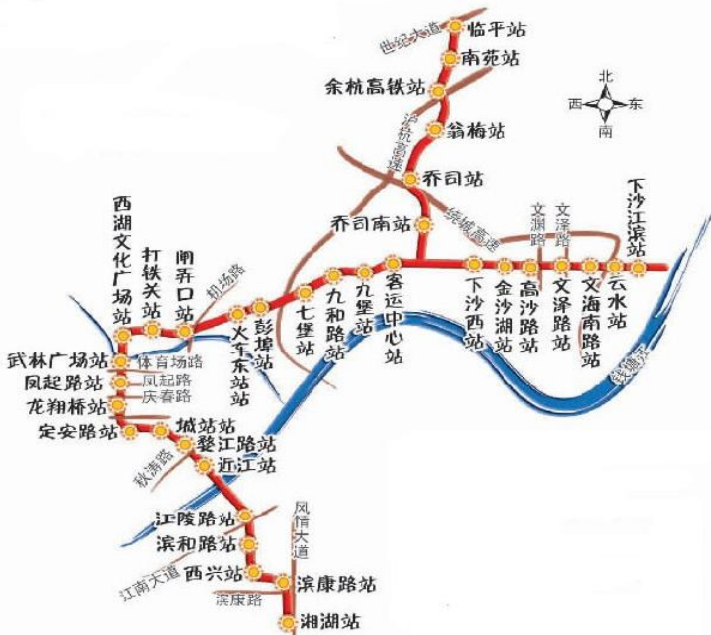 世纪大道
临平站
南苑站
余杭高铁站
沪杭高速
翁梅站
北
西
东
南
乔司站
绕城高速
乔司南站
文渊路
文泽路
下沙江滨站
西湖文化广场站
打铁关站
闸弄口站
机场路
火车东站站
彭埠站
七堡站
九和路站
九堡站
客运中心站
下沙西站
金沙湖站
高沙路站
文泽路站
文海南路站
云水站
钱塘江
武林广场站
体育场路
凤起路站
凤起路
庆春路
龙翔桥站
定安路站
城站站
婺江路站
秋涛路
近江站
江陵路站
风情大道
滨和路站
江南大道
西兴站
滨康路站
滨康路
湘湖站